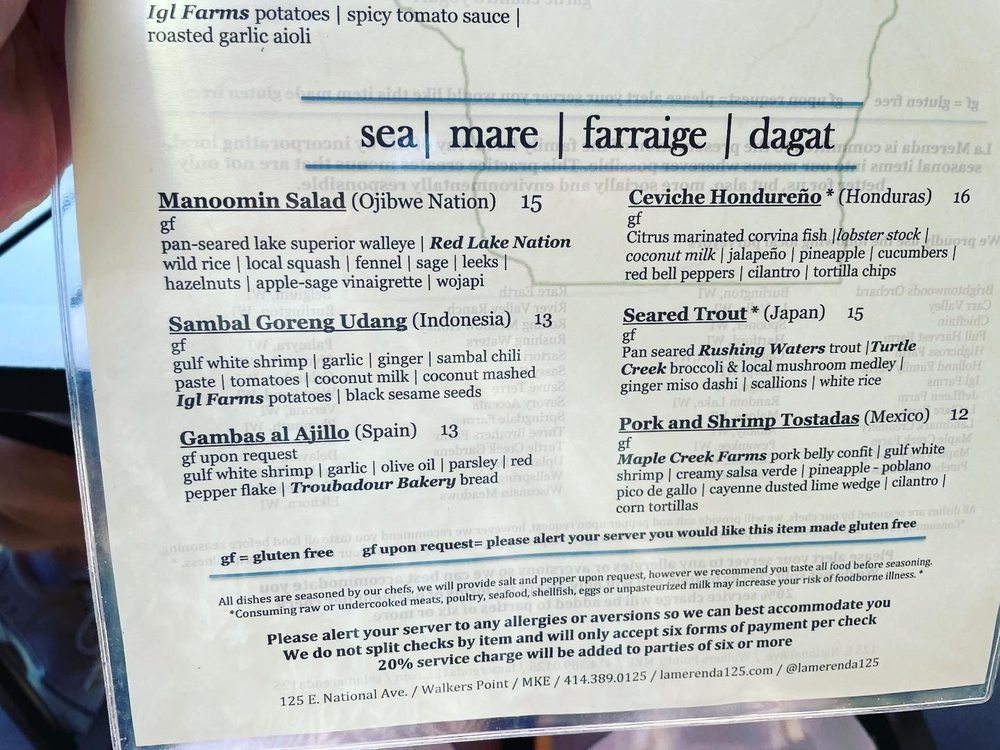 Igl Farms potatoes | spicy tomato sauce |
roasted garlic aioli
sea | mare | farraige | dagat
Manoomin Salad (Ojibwe Nation) 15
gf
pan-seared lake superior walleye | Red Lake Nation
wild rice | local squash | fennel | sage | leeks |
hazelnuts | apple-sage vinaigrette | wojapi
Sambal Goreng Udang (Indonesia) 13
gf
gulf white shrimp | garlic | ginger | sambal chili
paste | tomatoes | coconut milk | coconut mashed
Igl Farms potatoes | black sesame seeds
Gambas al Ajillo (Spain) 13
gf upon request
gulf white shrimp | garlic | olive oil | parsley | red
pepper flake | Troubadour Bakery bread
Ceviche Hondureño * (Honduras) 16
gf
Citrus marinated corvina fish |lobster stock |
coconut milk | jalapeño | pineapple | cucumbers |
red bell peppers | cilantro | tortilla chips
Seared Trout * (Japan) 15
gf
Pan seared Rushing Waters trout |Turtle
Creek broccoli & local mushroom medley |
ginger miso dashi | scallions | white rice
Pork and Shrimp Tostadas (Mexico) 12
gf
Maple Creek Farms pork belly confit | gulf white
shrimp | creamy salsa verde | pineapple - poblano
pico de gallo | cayenne dusted lime wedge | cilantro |
corn tortillas
gf = gluten free gf upon request= please alert your server you would like this item made gluten free
All dishes are seasoned by our chefs, we will provide salt and pepper upon request, however we recommend you taste all food before seasoning.
*Consuming raw or undercooked meats, poultry, seafood, shellfish, eggs or unpasteurized milk may increase your risk of foodborne illness. *
Please alert your server to any allergies or aversions so we can best accommodate you
We do not split checks by item and will only accept six forms of payment per check
20% service charge will be added to parties of six or more
125 E. National Ave. / Walkers Point / MKE / 414.389.0125 / lamerenda125.com / @lamerenda125